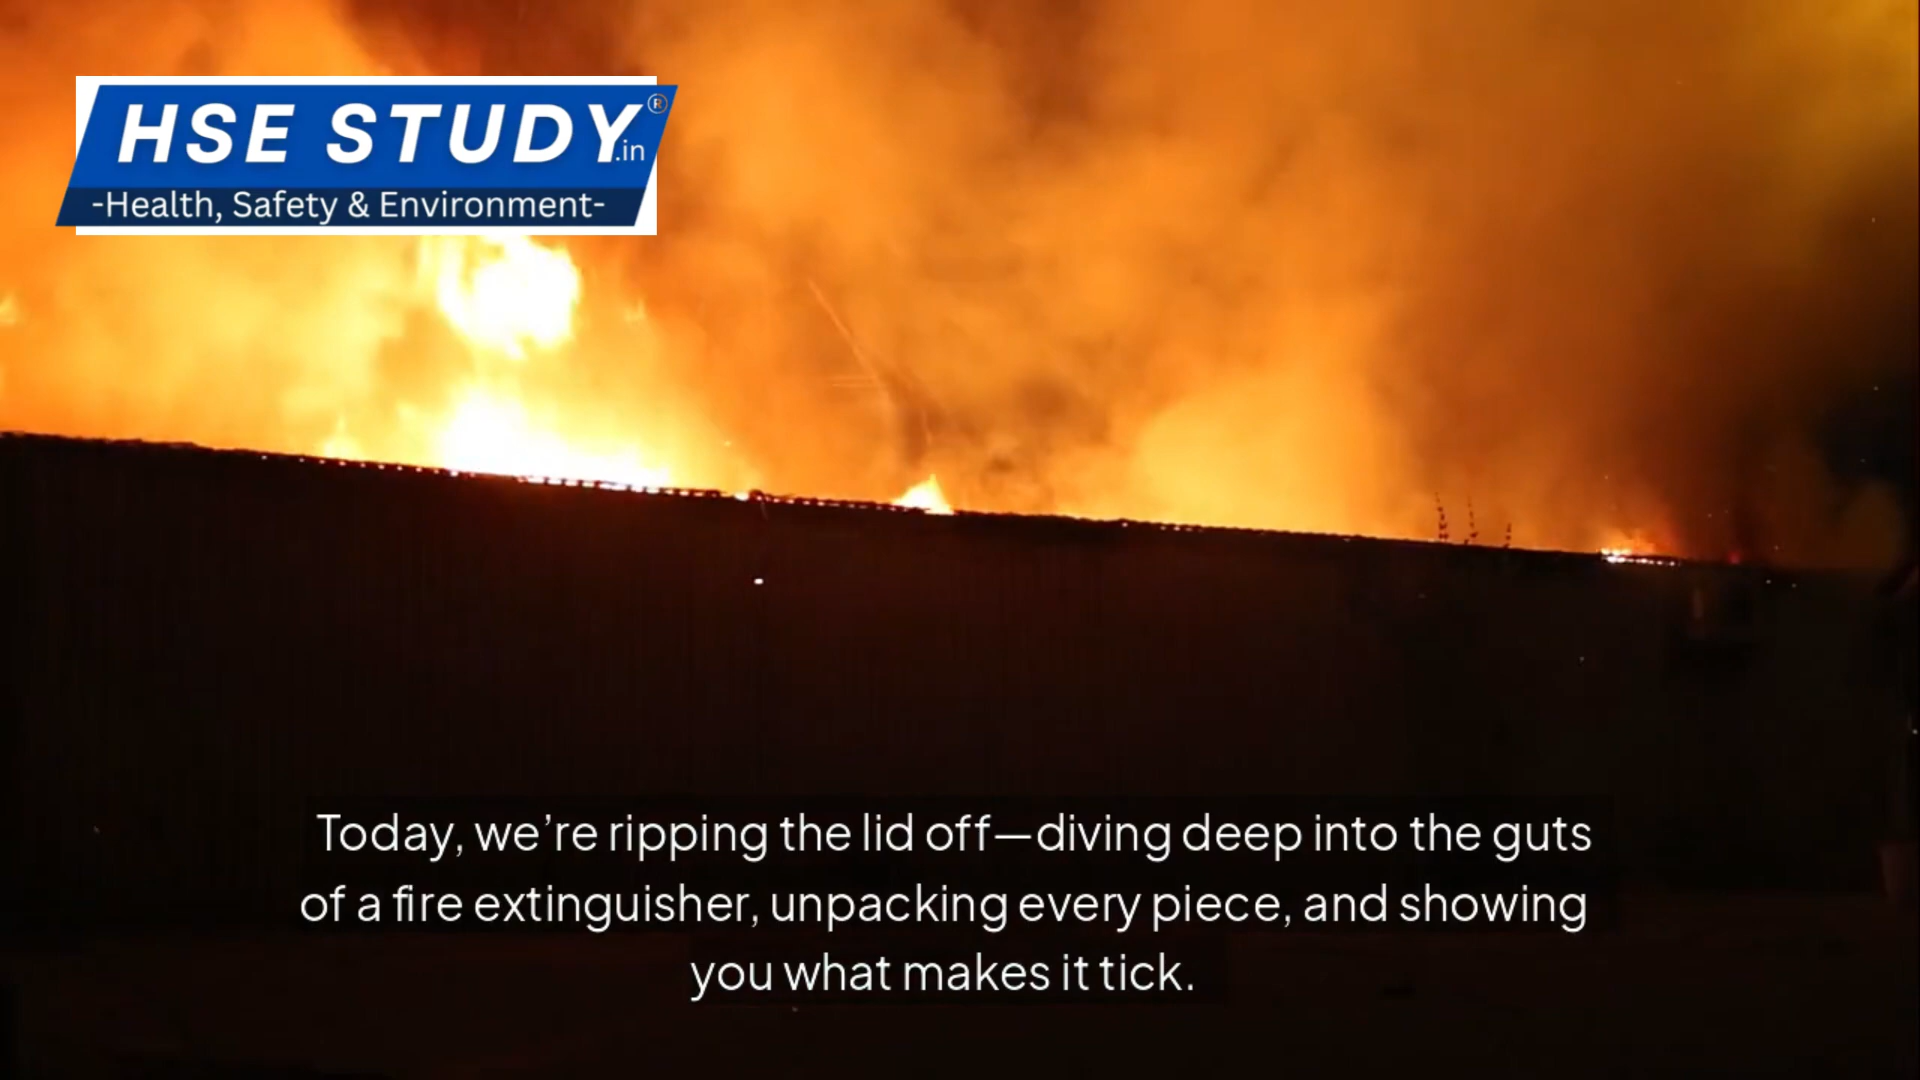 HSE STUDY.in ®
-Health, Safety & Environment-
Today, we’re ripping the lid off—diving deep into the guts
of a fire extinguisher, unpacking every piece, and showing
you what makes it tick.